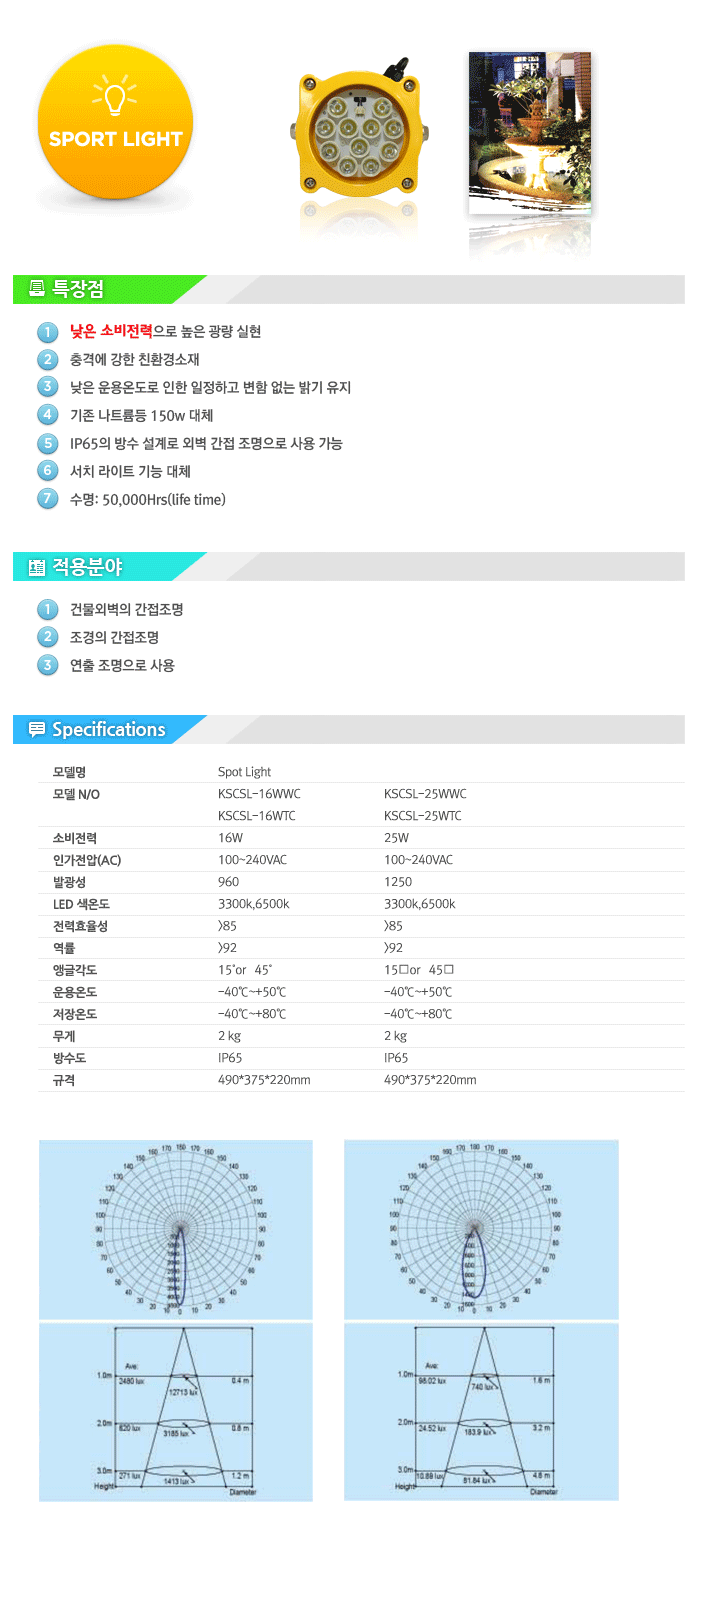 SPORT LIGHT
특장점
1 낮은 소비전력으로 높은 광량 실현
2 충격에 강한 친환경소재
3 낮은 운용온도로 인한 일정하고 변함 없는 밝기 유지
4 기존 나트륨등 150w 대체
5 IP65의 방수 설계로 외벽 간접 조명으로 사용 가능
6 서치 라이트 기능 대체
7 수명: 50,000Hrs(life time)
적용분야
1 건물외벽의 간접조명
2 조경의 간접조명
3 연출 조명으로 사용
Specifications
모델명 Spot Light
모델 N/O KSCSL-16WWC KSCSL-25WWC
KSCSL-16WTC KSCSL-25WTC
소비전력 16W 25W
인가전압(AC) 100~240VAC 100~240VAC
발광성 960 1250
LED 색온도 3300k,6500k 3300k,6500k
전력효율성 >85 >85
역률 >92 >92
앵글각도 15˚or 45˚ 15□or 45□
운용온도 -40℃~+50℃ -40℃~+50℃
저장온도 -40℃~+80℃ -40℃~+80℃
무게 2 kg 2 kg
방수도 IP65 IP65
규격 490*375*220mm 490*375*220mm
Ave:
1.0m 2480 lux 12713 lux 0.4 m
2.0m 620 lux 3185 lux 0.8 m
3.0m 271 lux 1413 lux 1.2 m
Height Diameter
Ave:
1.0m 98.02 lux 740 lux 1.6 m
2.0m 24.52 lux 183.9 lux 3.2 m
3.0m 10.89 lux 81.84 lux 4.8 m
Height Diameter